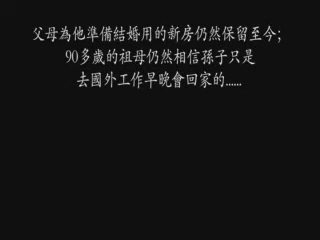 父母為他準備結婚用的新房仍然保留至今;
90多歲的祖母仍然相信孫子只是
去國外工作早晚會回家的......